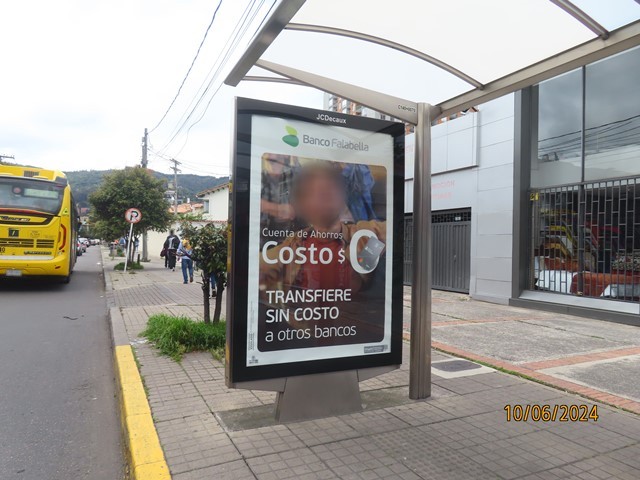 JCDecaux
Banco Falabella
Cuenta de Ahorros
Costo $0
TRANSFIERE
SIN COSTO
a otros bancos
10/06/2024